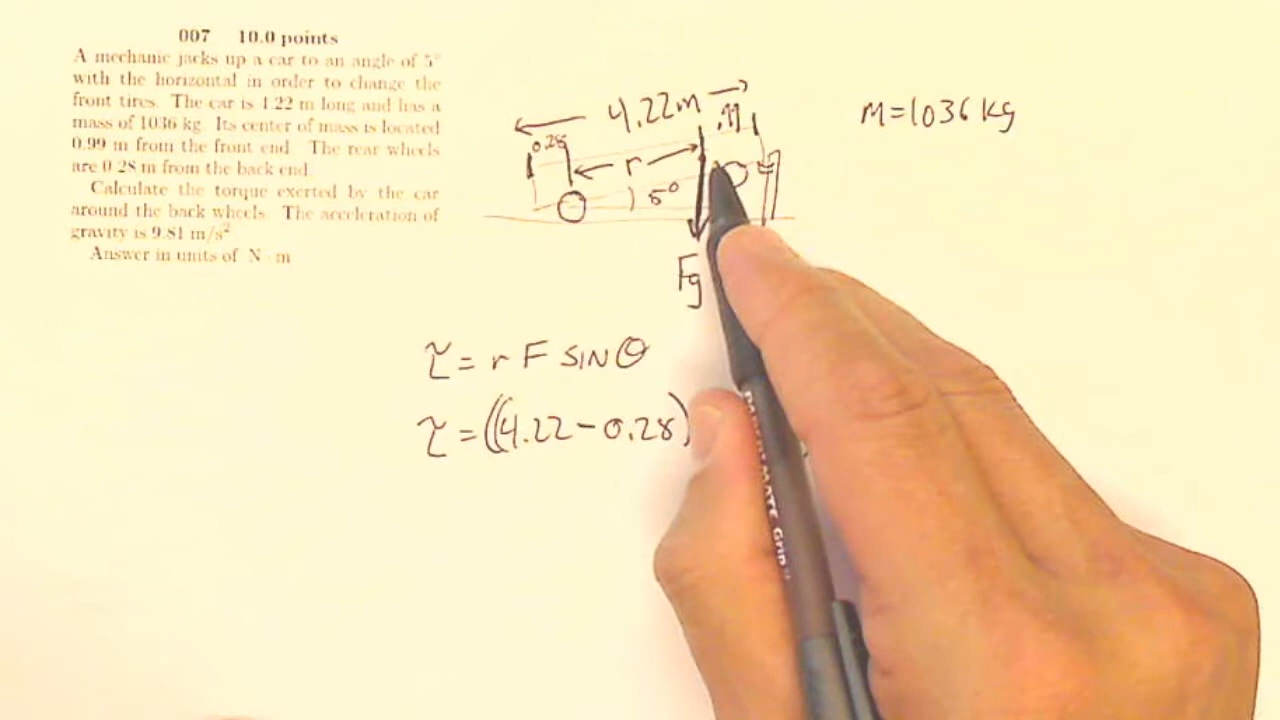 007 10.0 points
A mechanic jacks up a car to an angle of 5°
with the horizontal in order to change the
front tires. The car is 4.22 m long and has a
mass of 1036 kg. Its center of mass is located
0.99 m from the front end. The rear wheels
are 0.28 m from the back end.
Calculate the torque exerted by the car
around the back wheels. The acceleration of
gravity is 9.81 m/s²
Answer in units of N · m
4.22m
.99
0.28
r
5°
Fg
M=1036 kg
τ = r F SIN θ
τ = ((4.22 - 0.28)